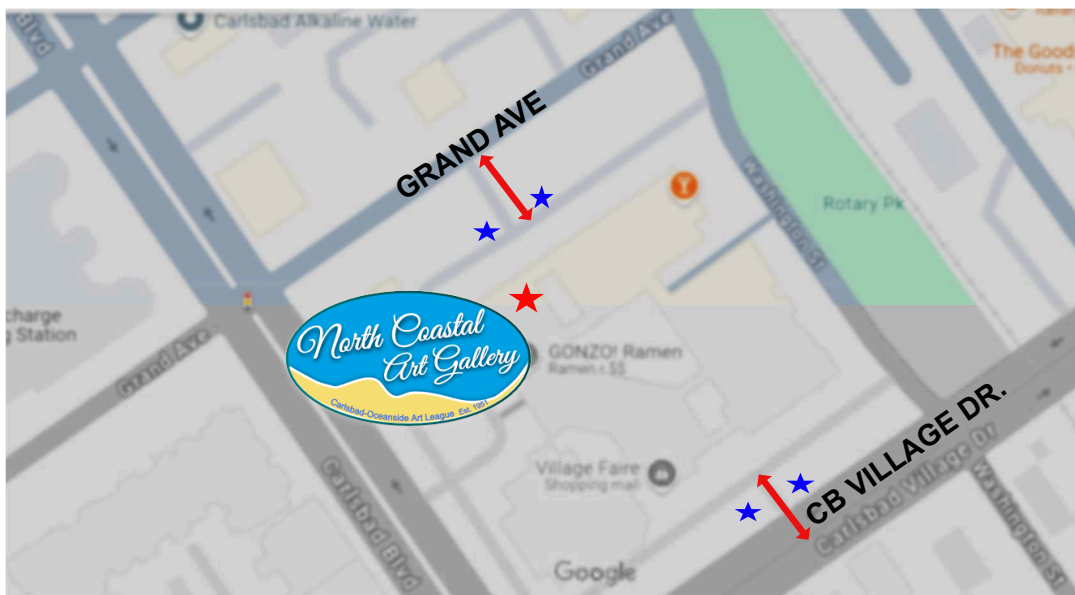 Blvd
Carlsbad Alkaline Water
Grand Ave
The Good
Donuts •
GRAND AVE
Washington St
Rotary Pk
charge
g Station
Grand Ave
North Coastal
Art Gallery
Carlsbad-Oceanside Art League Est. 1951
GONZO! Ramen
Ramen • $$
CB VILLAGE DR.
Carlsbad Village Dr
Village Faire
Shopping mall
Carlsbad Blvd
Washington St
Google